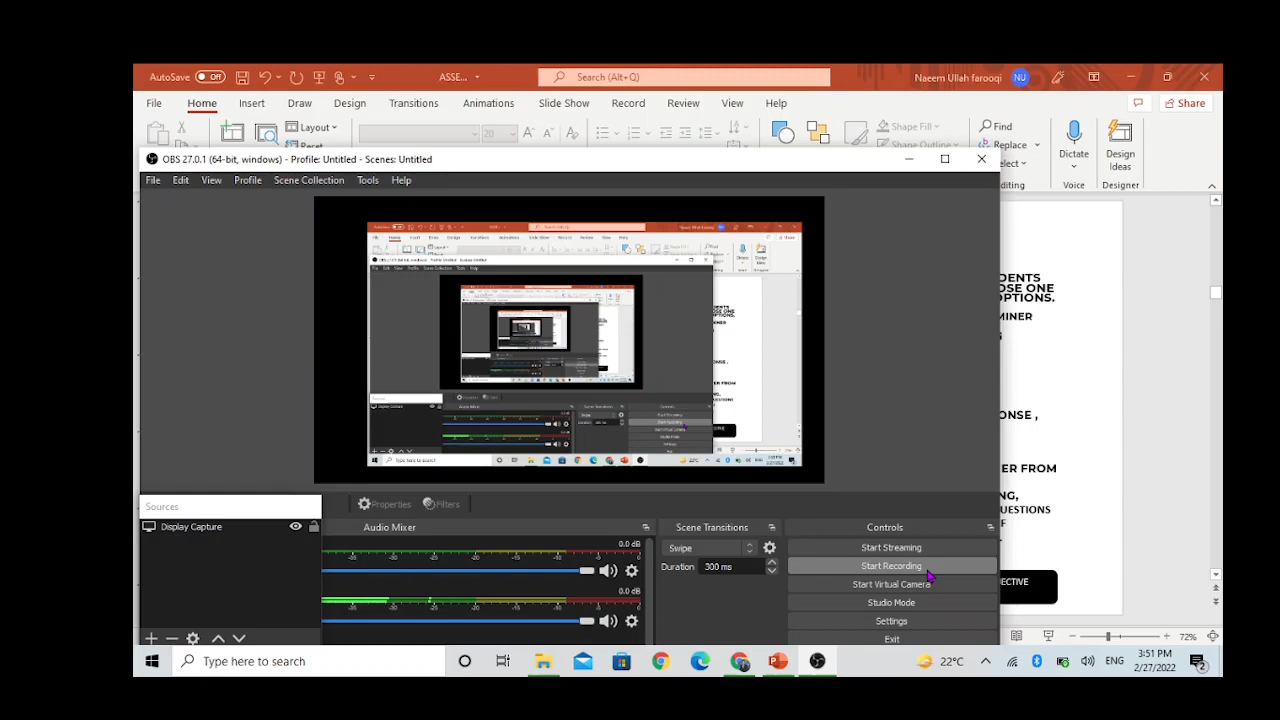 AutoSave Off ASSE... Search (Alt+Q) Naeem Ullah farooqi NU
File Home Insert Draw Design Transitions Animations Slide Show Record Review View Help Share
Layout 20 Shape Fill Find
Shape Outline Replace Dictate Design Ideas
Voice Designer
OBS 27.0.1 (64-bit, windows) - Profile: Untitled - Scenes: Untitled
File Edit View Profile Scene Collection Tools Help
DENTS
OSE ONE
OPTIONS.
MINER
ONSE ,
ER FROM
NG,
UESTIONS
F
ECTIVE
Sources Properties Filters
Display Capture Audio Mixer Scene Transitions Controls
0.0 dB Swipe Start Streaming
Duration 300 ms Start Recording
Start Virtual Camera
0.0 dB Studio Mode
Settings
Exit
72%
Type here to search 22°C ENG 3:51 PM
2/27/2022 2